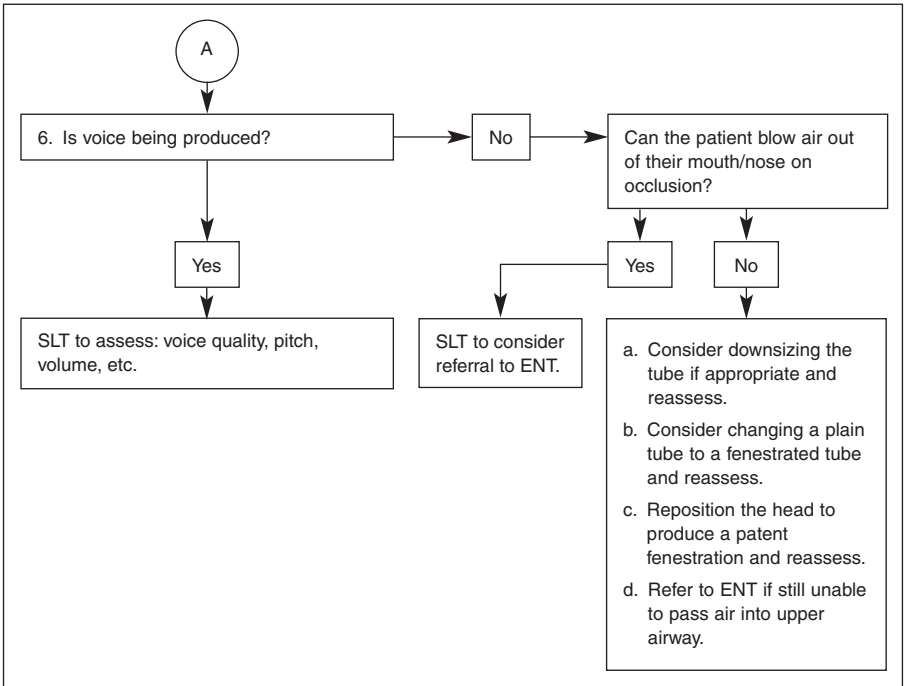 A
6. Is voice being produced?
No
Can the patient blow air out
of their mouth/nose on
occlusion?
Yes
Yes
No
SLT to assess: voice quality, pitch,
volume, etc.
SLT to consider
referral to ENT.
a. Consider downsizing the
tube if appropriate and
reassess.
b. Consider changing a plain
tube to a fenestrated tube
and reassess.
c. Reposition the head to
produce a patent
fenestration and reassess.
d. Refer to ENT if still unable
to pass air into upper
airway.